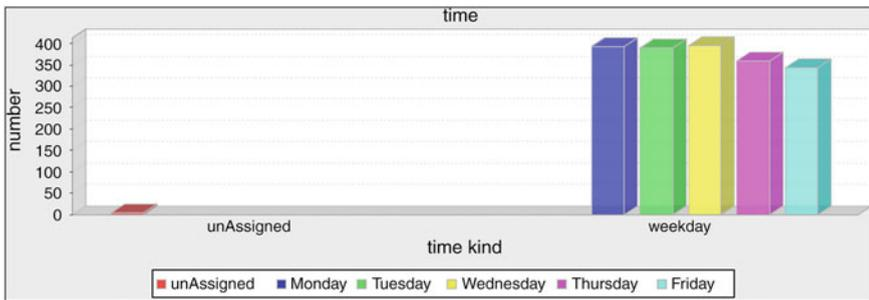 time
400
350
300
250
200
150
100
50
0
number
unAssigned weekday
time kind
unAssigned Monday Tuesday Wednesday Thursday Friday